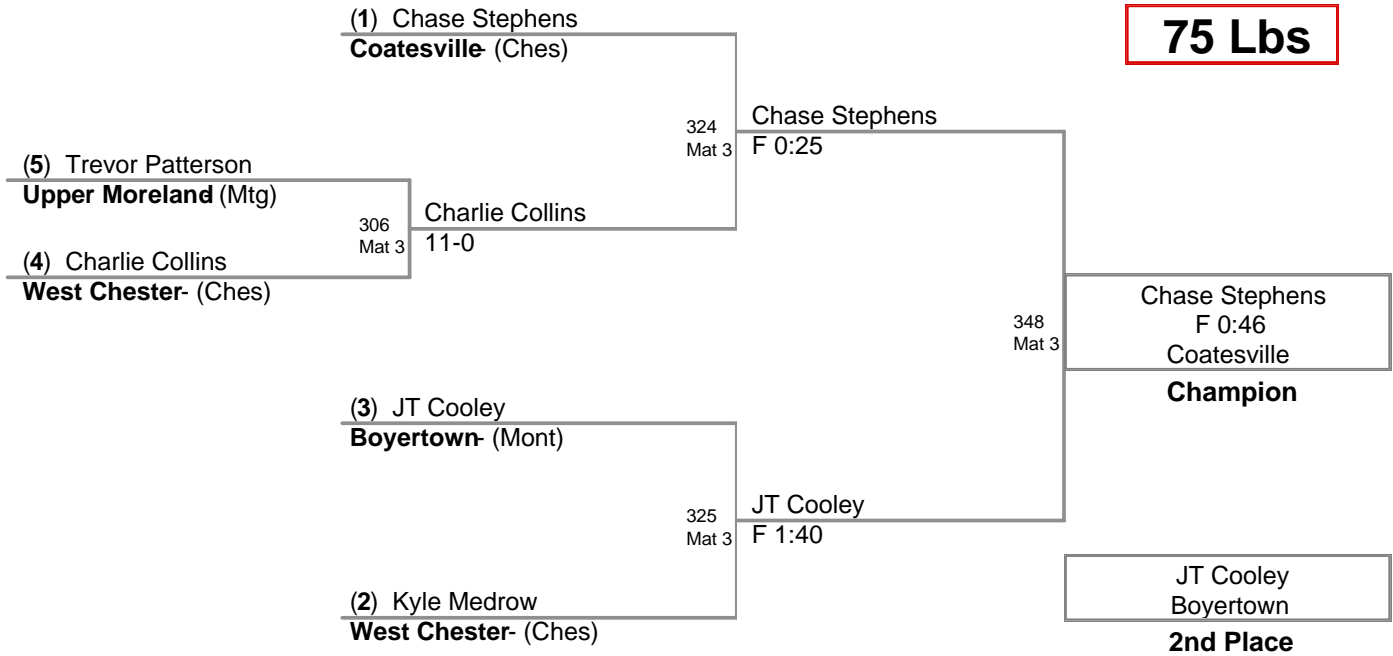 (1) Chase Stephens
Coatesville- (Ches)
75 Lbs
324
Mat 3
Chase Stephens
F 0:25
(5) Trevor Patterson
Upper Moreland (Mtg)
306
Mat 3
Charlie Collins
11-0
(4) Charlie Collins
West Chester- (Ches)
348
Mat 3
Chase Stephens
F 0:46
Coatesville
Champion
(3) JT Cooley
Boyertown- (Mont)
325
Mat 3
JT Cooley
F 1:40
(2) Kyle Medrow
West Chester- (Ches)
JT Cooley
Boyertown
2nd Place